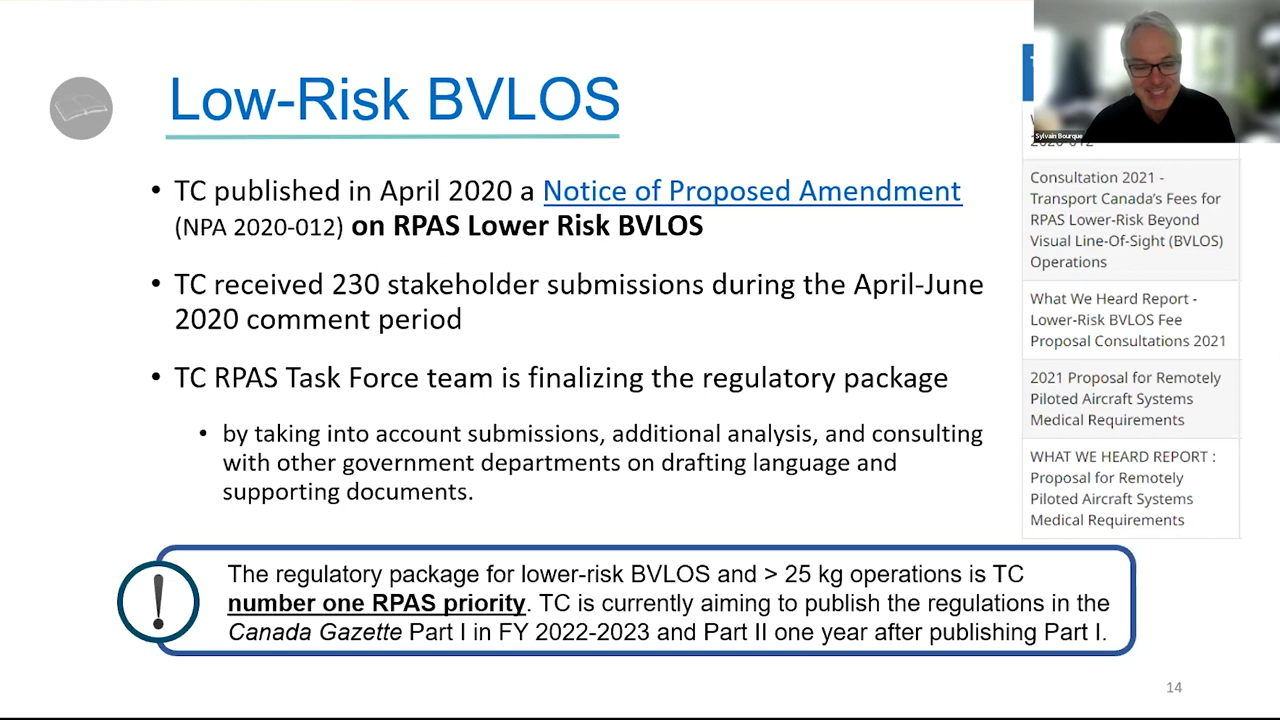 Low-Risk BVLOS
• TC published in April 2020 a Notice of Proposed Amendment
(NPA 2020-012) on RPAS Lower Risk BVLOS
• TC received 230 stakeholder submissions during the April-June
2020 comment period
• TC RPAS Task Force team is finalizing the regulatory package
• by taking into account submissions, additional analysis, and consulting
with other government departments on drafting language and
supporting documents.
Sylvain Bourque
Consultation 2021 -
Transport Canada's Fees for
RPAS Lower-Risk Beyond
Visual Line-Of-Sight (BVLOS)
Operations
What We Heard Report -
Lower-Risk BVLOS Fee
Proposal Consultations 2021
2021 Proposal for Remotely
Piloted Aircraft Systems
Medical Requirements
WHAT WE HEARD REPORT :
Proposal for Remotely
Piloted Aircraft Systems
Medical Requirements
!
The regulatory package for lower-risk BVLOS and > 25 kg operations is TC
number one RPAS priority. TC is currently aiming to publish the regulations in the
Canada Gazette Part I in FY 2022-2023 and Part II one year after publishing Part I.
14